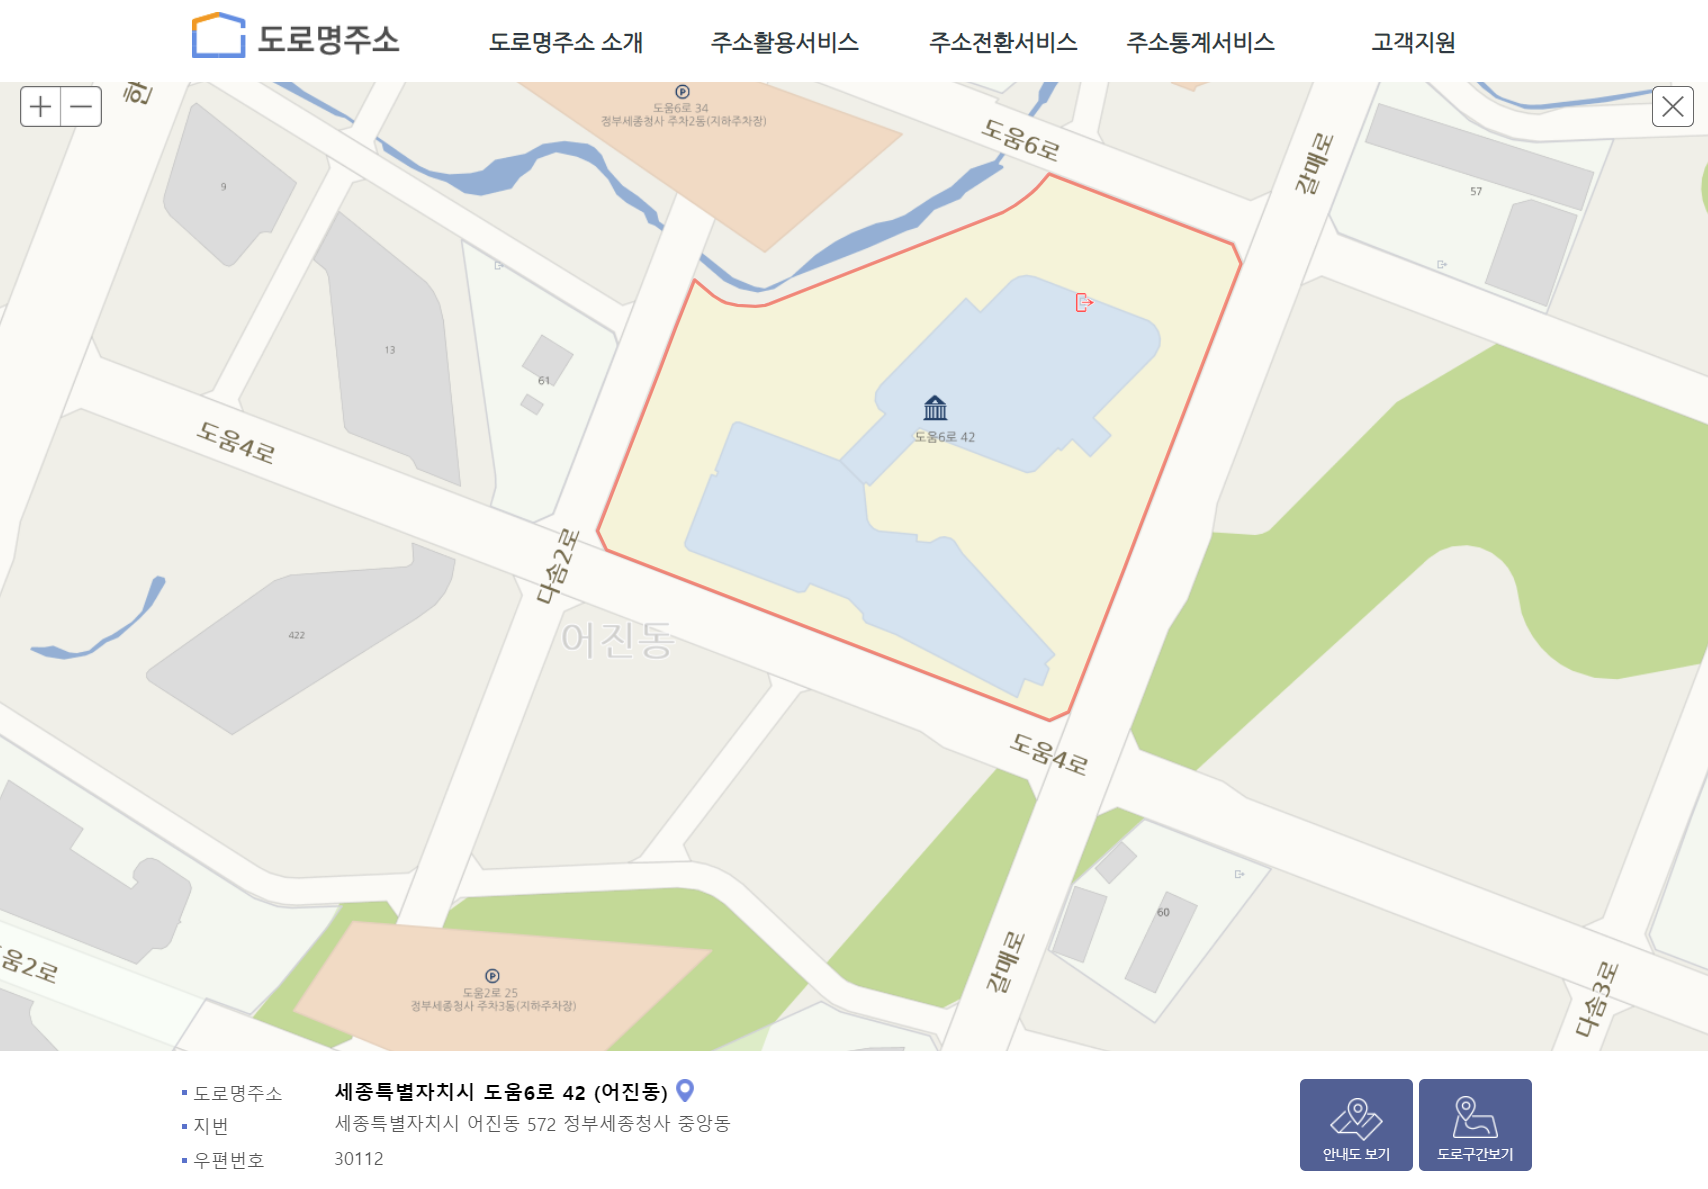 도로명주소
도로명주소 소개
주소활용서비스
주소전환서비스
주소통계서비스
고객지원
한
도움6로 34
정부세종청사 주차2동(지하주차장)
도움6로
갈매로
9
57
13
61
도움6로 42
도움4로
다솜2로
422
어진동
도움4로
60
움2로
도움2로 25
정부세종청사 주차3동(지하주차장)
갈매로
다솜3로
도로명주소 세종특별자치시 도움6로 42 (어진동)
지번 세종특별자치시 어진동 572 정부세종청사 중앙동
우편번호 30112
안내도 보기
도로구간보기